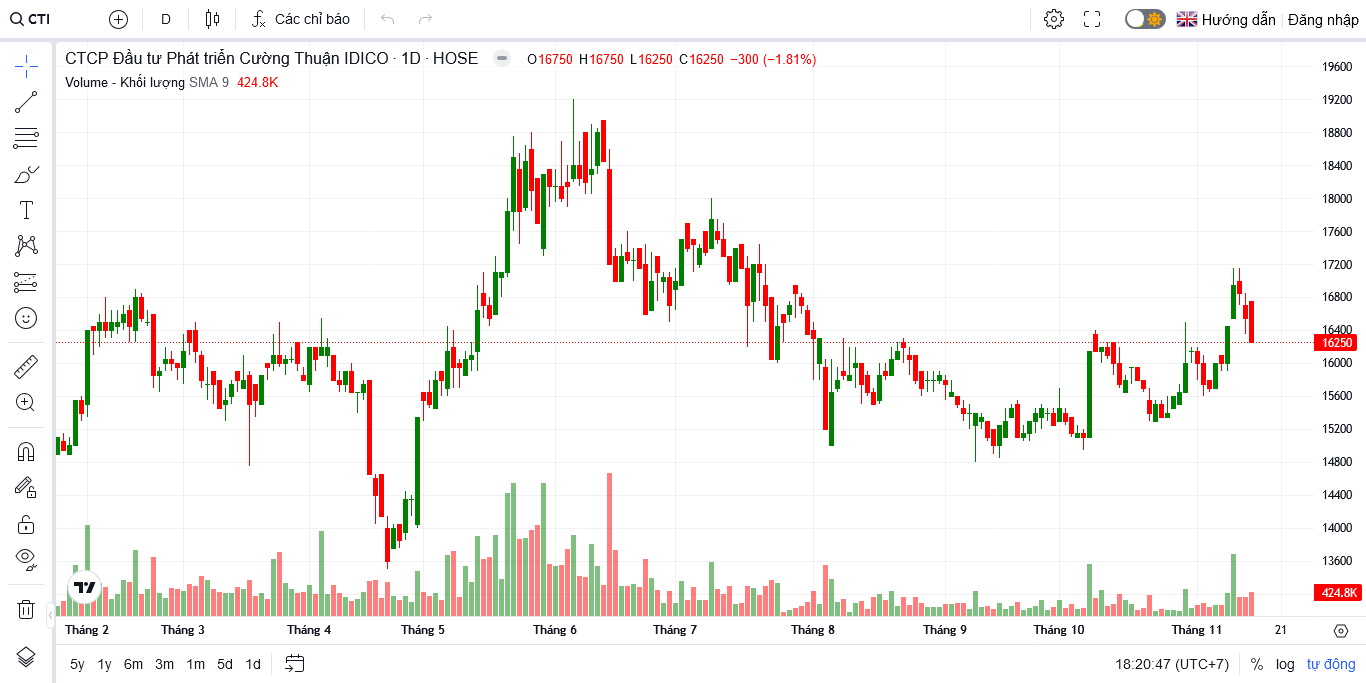 CTI D Các chỉ báo Hướng dẫn Đăng nhập
CTCP Đầu tư Phát triển Cường Thuận IDICO · 1D · HOSE O16750 H16750 L16250 C16250 −300 (−1.81%)
Volume - Khối lượng SMA 9 424.8K
19600
19200
18800
18400
18000
17600
17200
16800
16400
16250
16000
15600
15200
14800
14400
14000
13600
424.8K
Tháng 2 Tháng 3 Tháng 4 Tháng 5 Tháng 6 Tháng 7 Tháng 8 Tháng 9 Tháng 10 Tháng 11 21
5y 1y 6m 3m 1m 5d 1d 18:20:47 (UTC+7) % log tự động